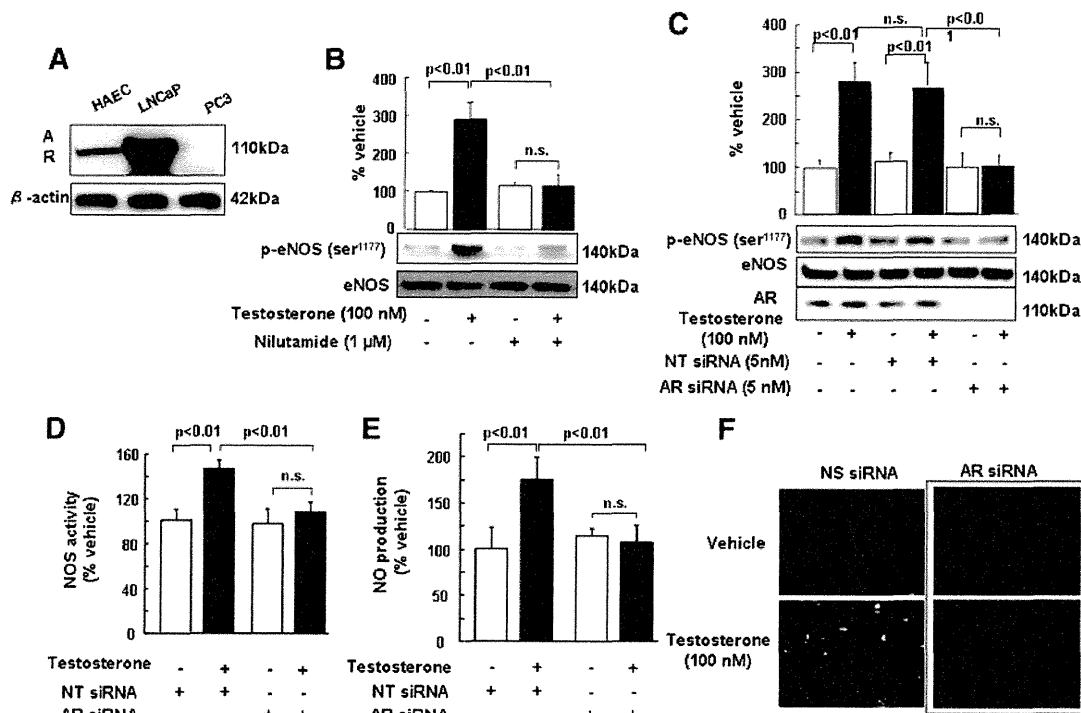 A
HAEC LNCaP PC3
A
R
110kDa
β-actin
42kDa
B
p<0.01 p<0.01
n.s.
% vehicle
400
300
200
100
0
p-eNOS (ser1177)
140kDa
eNOS
140kDa
Testosterone (100 nM) - + - +
Nilutamide (1 µM) - - + +
C
n.s. p<0.0
1
p<0.01 p<0.01
n.s.
% vehicle
400
300
200
100
0
p-eNOS (ser1177)
140kDa
eNOS
140kDa
AR
110kDa
Testosterone
(100 nM) - + - + - +
NT siRNA (5nM) - - + + - -
AR siRNA (5 nM) - - - - + +
D
p<0.01 p<0.01
n.s.
NOS activity
(% vehicle)
160
120
80
40
0
Testosterone - + - +
NT siRNA + + - -
AR siRNA - - + +
E
p<0.01 p<0.01
n.s.
NO production
(% vehicle)
200
150
100
50
0
Testosterone - + - +
NT siRNA + + - -
AR siRNA - - + +
F
NS siRNA AR siRNA
Vehicle
Testosterone
(100 nM)